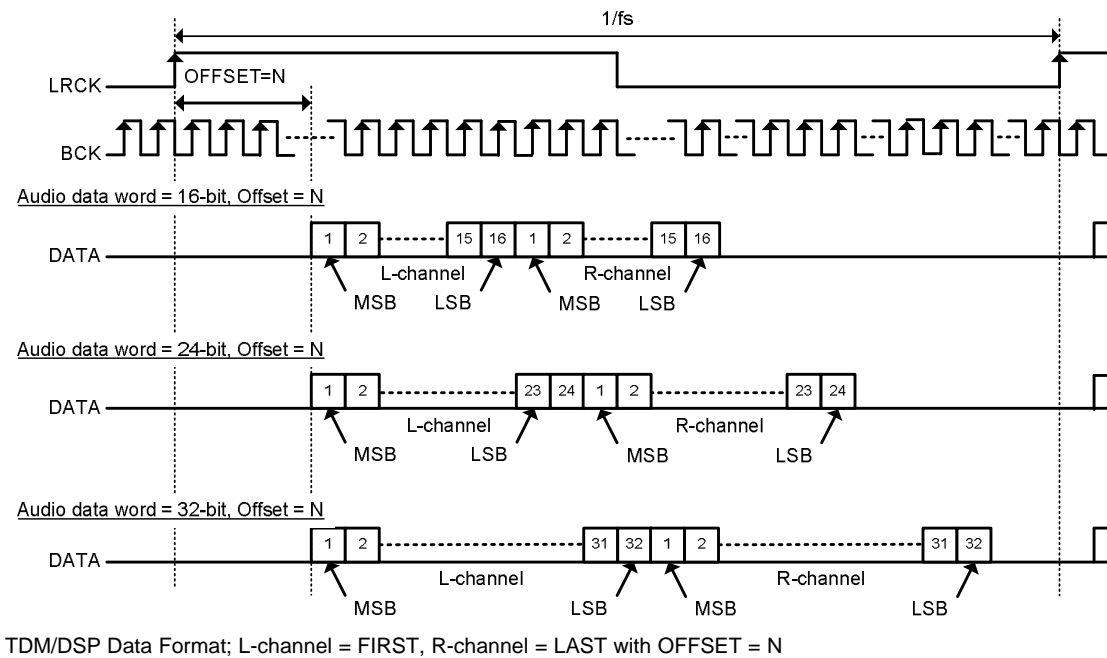 1/fs
LRCK
OFFSET=N
BCK
Audio data word = 16-bit, Offset = N
DATA
1 2 15 16 1 2 15 16
L-channel R-channel
MSB LSB MSB LSB
Audio data word = 24-bit, Offset = N
DATA
1 2 23 24 1 2 23 24
L-channel R-channel
MSB LSB MSB LSB
Audio data word = 32-bit, Offset = N
DATA
1 2 31 32 1 2 31 32
L-channel R-channel
MSB LSB MSB LSB
TDM/DSP Data Format; L-channel = FIRST, R-channel = LAST with OFFSET = N